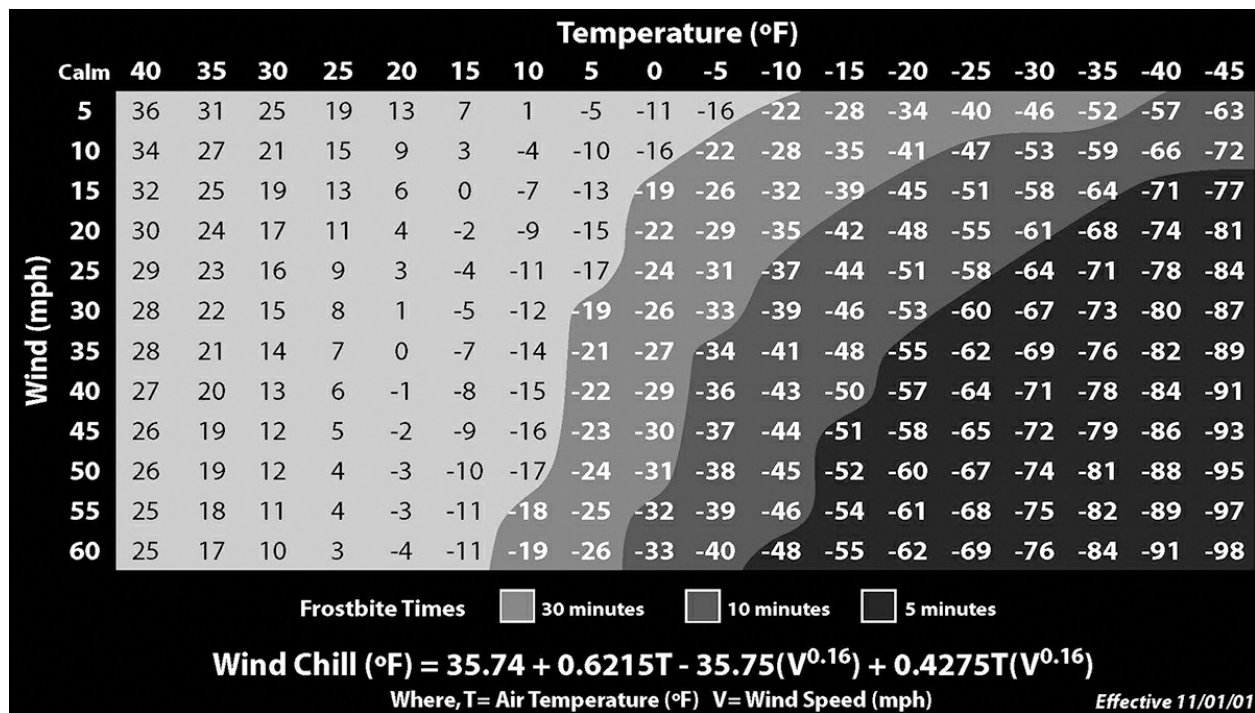 Temperature (ºF)
Calm 40 35 30 25 20 15 10 5 0 -5 -10 -15 -20 -25 -30 -35 -40 -45
5 36 31 25 19 13 7 1 -5 -11 -16 -22 -28 -34 -40 -46 -52 -57 -63
10 34 27 21 15 9 3 -4 -10 -16 -22 -28 -35 -41 -47 -53 -59 -66 -72
15 32 25 19 13 6 0 -7 -13 -19 -26 -32 -39 -45 -51 -58 -64 -71 -77
20 30 24 17 11 4 -2 -9 -15 -22 -29 -35 -42 -48 -55 -61 -68 -74 -81
25 29 23 16 9 3 -4 -11 -17 -24 -31 -37 -44 -51 -58 -64 -71 -78 -84
30 28 22 15 8 1 -5 -12 -19 -26 -33 -39 -46 -53 -60 -67 -73 -80 -87
35 28 21 14 7 0 -7 -14 -21 -27 -34 -41 -48 -55 -62 -69 -76 -82 -89
40 27 20 13 6 -1 -8 -15 -22 -29 -36 -43 -50 -57 -64 -71 -78 -84 -91
45 26 19 12 5 -2 -9 -16 -23 -30 -37 -44 -51 -58 -65 -72 -79 -86 -93
50 26 19 12 4 -3 -10 -17 -24 -31 -38 -45 -52 -60 -67 -74 -81 -88 -95
55 25 18 11 4 -3 -11 -18 -25 -32 -39 -46 -54 -61 -68 -75 -82 -89 -97
60 25 17 10 3 -4 -11 -19 -26 -33 -40 -48 -55 -62 -69 -76 -84 -91 -98
Wind (mph)
Frostbite Times 30 minutes 10 minutes 5 minutes
Wind Chill (ºF) = 35.74 + 0.6215T - 35.75(V^0.16) + 0.4275T(V^0.16)
Where, T= Air Temperature (ºF) V= Wind Speed (mph) Effective 11/01/01